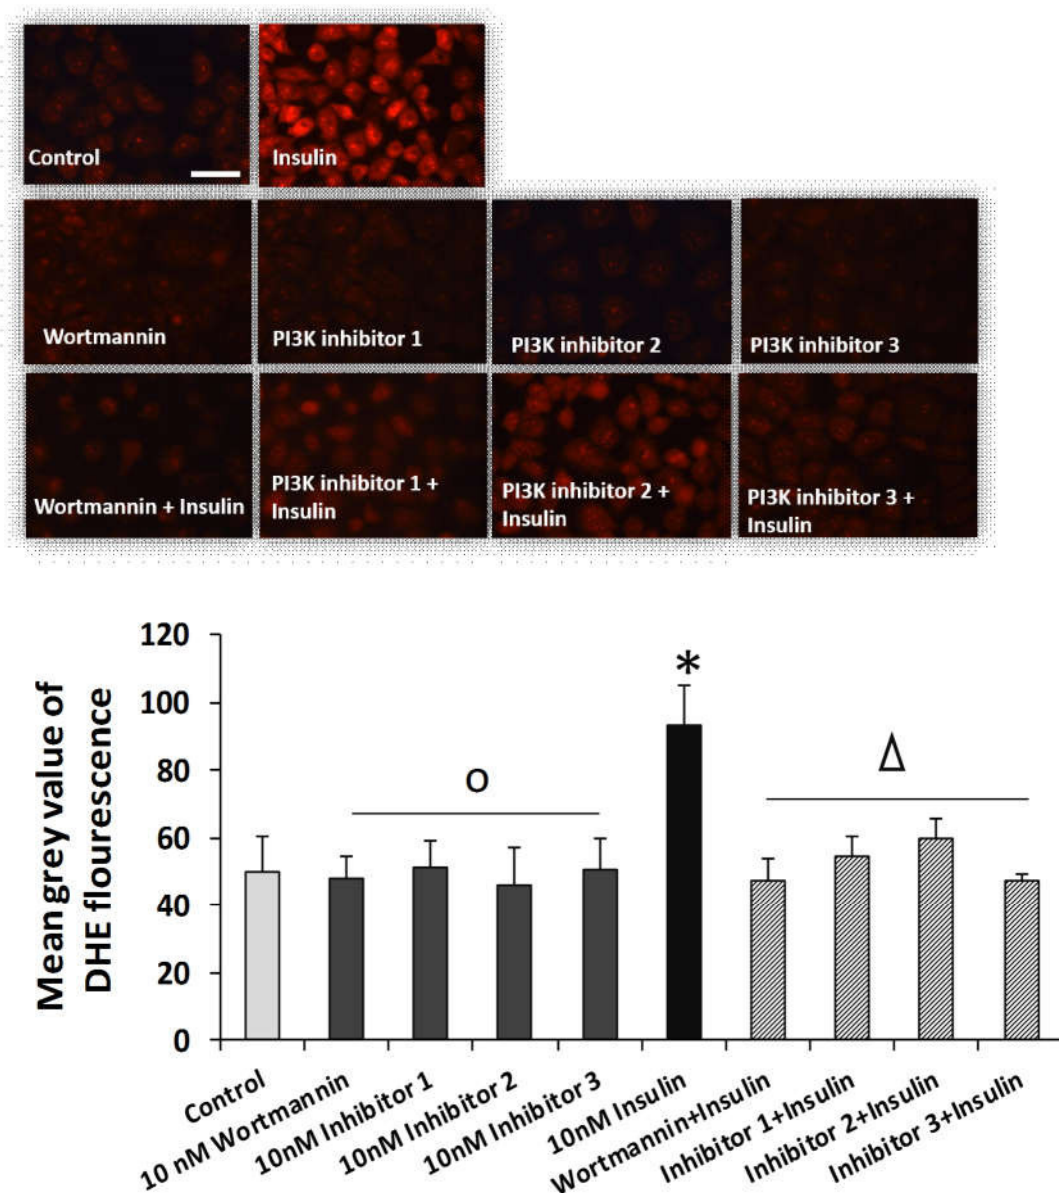 Control
Insulin
Wortmannin
PI3K inhibitor 1
PI3K inhibitor 2
PI3K inhibitor 3
Wortmannin + Insulin
PI3K inhibitor 1 +
Insulin
PI3K inhibitor 2 +
Insulin
PI3K inhibitor 3 +
Insulin
Mean grey value of
DHE flourescence
120
100
80
60
40
20
0
O
*
Δ
Control
10 nM Wortmannin
10nM Inhibitor 1
10nM Inhibitor 2
10nM Inhibitor 3
10nM Insulin
Wortmannin+Insulin
Inhibitor 1+Insulin
Inhibitor 2+Insulin
Inhibitor 3+Insulin